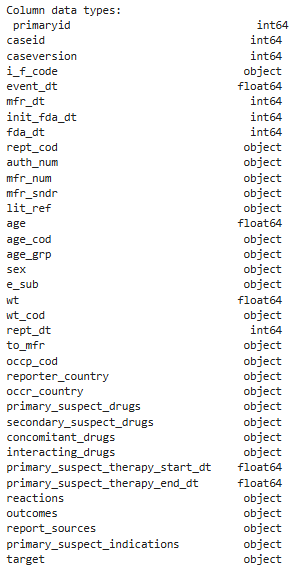 Column data types:
primaryid int64
caseid int64
caseversion int64
i_f_code object
event_dt float64
mfr_dt int64
init_fda_dt int64
fda_dt int64
rept_cod object
auth_num object
mfr_num object
mfr_sndr object
lit_ref object
age float64
age_cod object
age_grp object
sex object
e_sub object
wt float64
wt_cod object
rept_dt int64
to_mfr object
occp_cod object
reporter_country object
occr_country object
primary_suspect_drugs object
secondary_suspect_drugs object
concomitant_drugs object
interacting_drugs object
primary_suspect_therapy_start_dt float64
primary_suspect_therapy_end_dt float64
reactions object
outcomes object
report_sources object
primary_suspect_indications object
target object